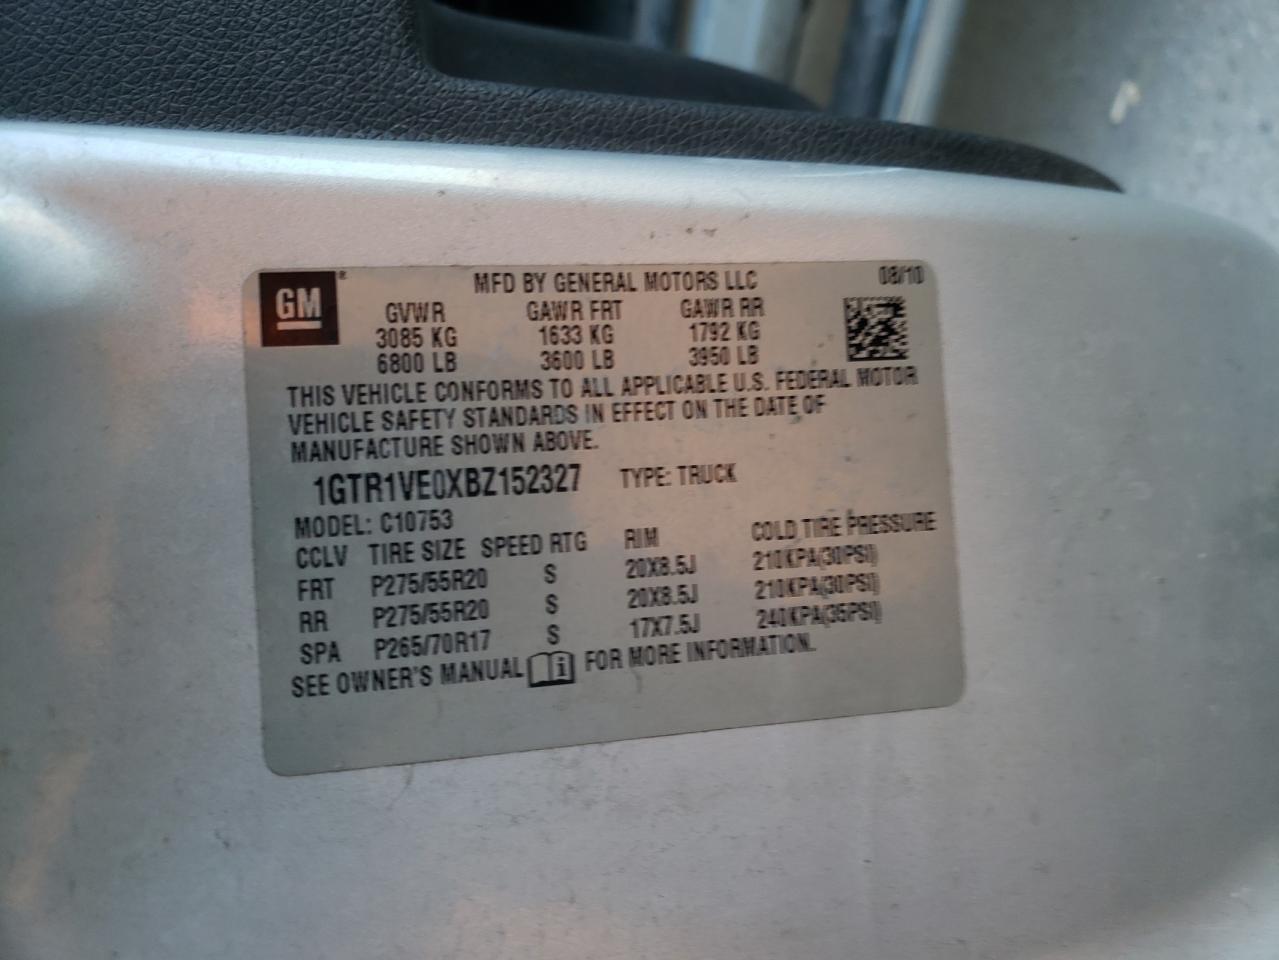 GM ® MFD BY GENERAL MOTORS LLC 08/10
GVWR GAWR FRT GAWR RR
3085 KG 1633 KG 1792 KG
6800 LB 3600 LB 3950 LB
THIS VEHICLE CONFORMS TO ALL APPLICABLE U.S. FEDERAL MOTOR
VEHICLE SAFETY STANDARDS IN EFFECT ON THE DATE OF
MANUFACTURE SHOWN ABOVE.
1GTR1VE0XBZ152327 TYPE: TRUCK
MODEL: C10753
CCLV TIRE SIZE SPEED RTG RIM COLD TIRE PRESSURE
FRT P275/55R20 S 20X8.5J 210KPA(30PSI)
RR P275/55R20 S 20X8.5J 210KPA(30PSI)
SPA P265/70R17 S 17X7.5J 240KPA(35PSI)
SEE OWNER'S MANUAL i FOR MORE INFORMATION.